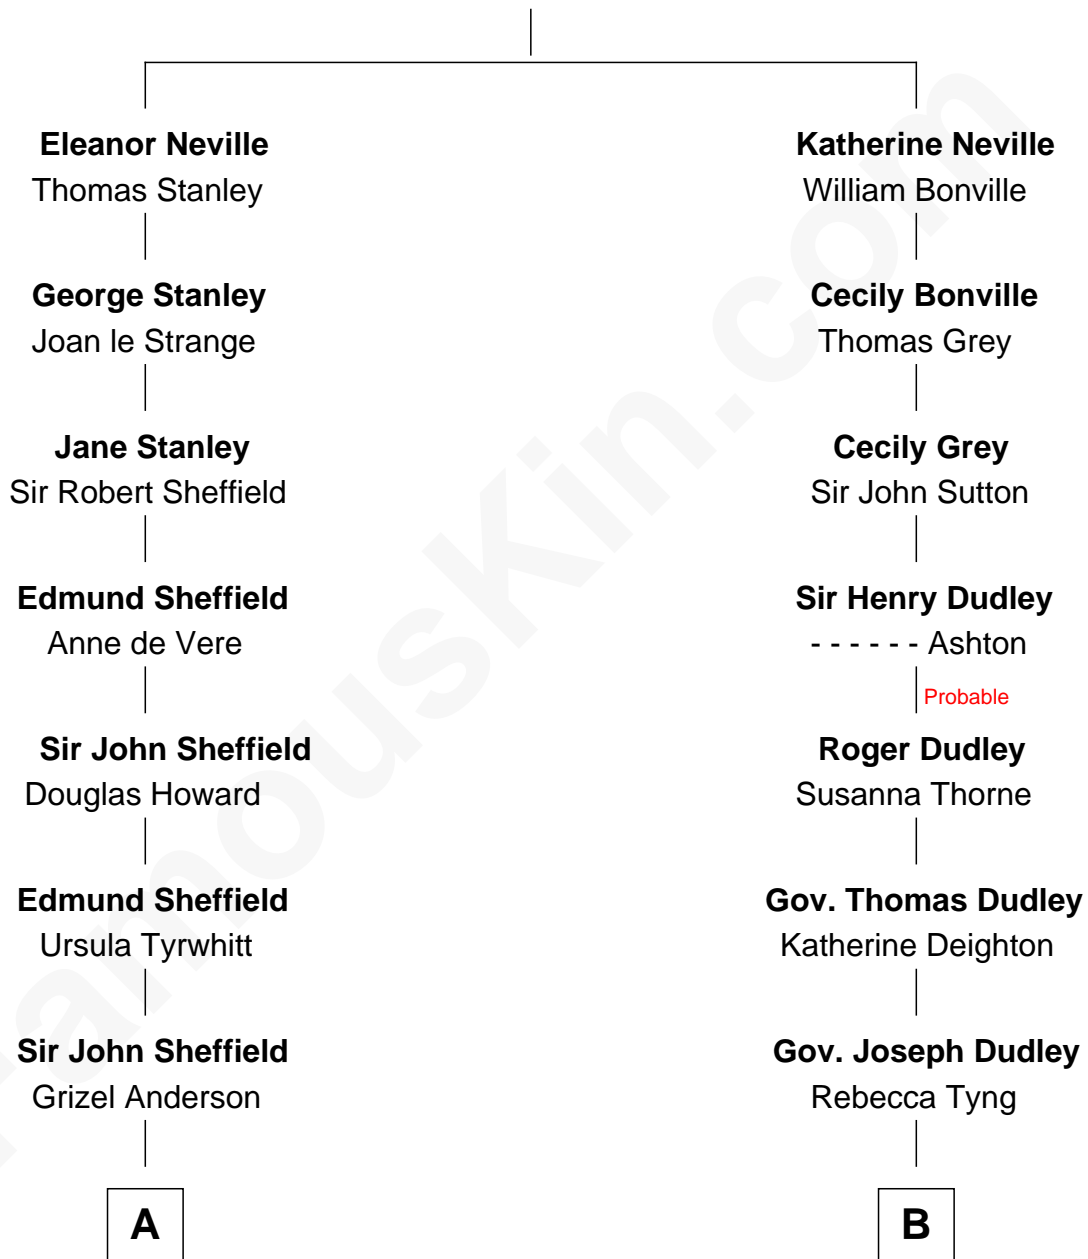 Eleanor Neville
Thomas Stanley
George Stanley
Joan le Strange
Jane Stanley
Sir Robert Sheffield
Edmund Sheffield
Anne de Vere
Sir John Sheffield
Douglas Howard
Edmund Sheffield
Ursula Tyrwhitt
Sir John Sheffield
Grizel Anderson
A
Katherine Neville
William Bonville
Cecily Bonville
Thomas Grey
Cecily Grey
Sir John Sutton
Sir Henry Dudley
- - - - - - Ashton
Probable
Roger Dudley
Susanna Thorne
Gov. Thomas Dudley
Katherine Deighton
Gov. Joseph Dudley
Rebecca Tyng
B
FamousKin.com